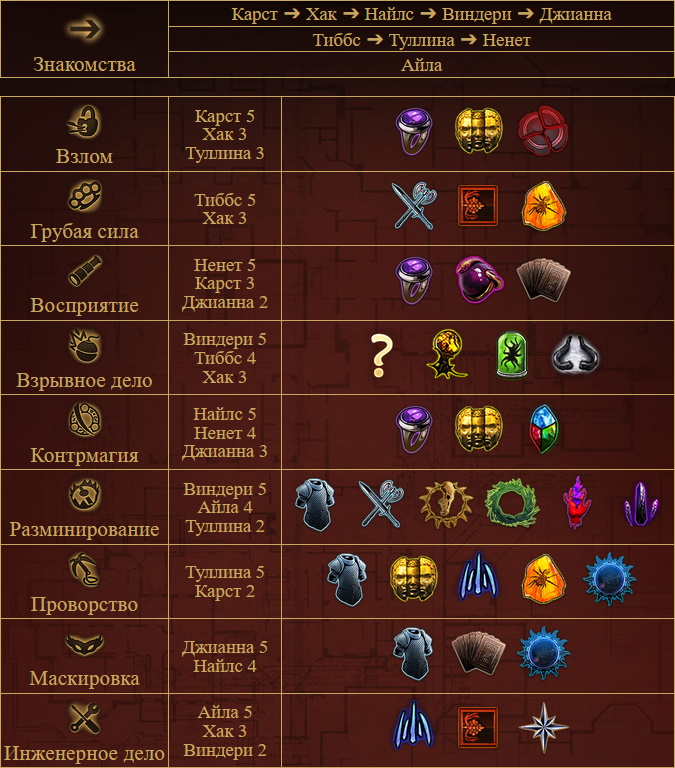 Карст ➔ Хак ➔ Найлс ➔ Виндери ➔ Джианна
Тиббс ➔ Туллина ➔ Ненет
Знакомства
Айла
Карст 5
Хак 3
Туллина 3
Взлом
Тиббс 5
Хак 3
Грубая сила
Ненет 5
Карст 3
Джианна 2
Восприятие
Виндери 5
Тиббс 4
Хак 3
?
Взрывное дело
Найлс 5
Ненет 4
Джианна 3
Контрмагия
Виндери 5
Айла 4
Туллина 2
Разминирование
Туллина 5
Карст 2
Проворство
Джианна 5
Найлс 4
Маскировка
Айла 5
Хак 3
Виндери 2
Инженерное дело